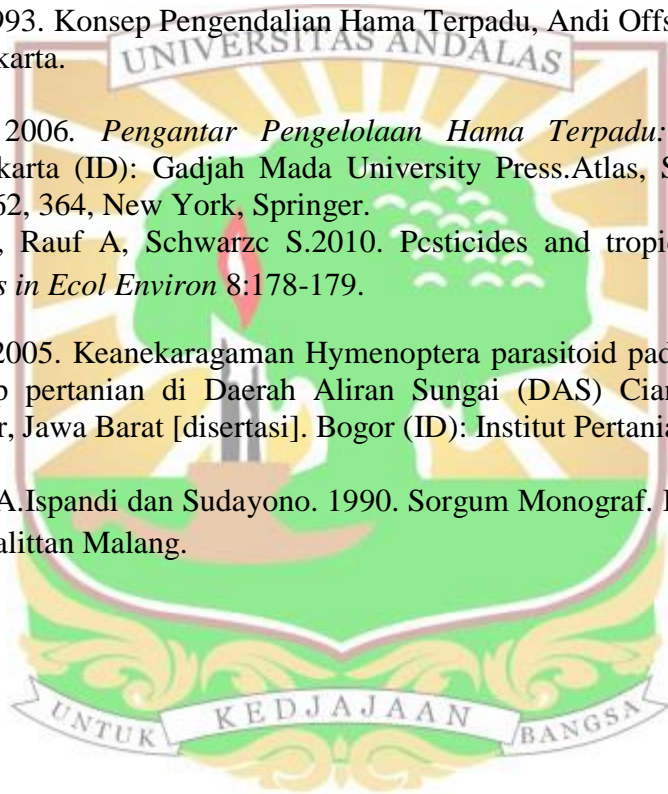 993. Konsep Pengendalian Hama Terpadu, Andi Offs
karta.
UNIVERSITAS ANDALAS
2006. Pengantar Pengelolaan Hama Terpadu:
karta (ID): Gadjah Mada University Press.Atlas, S
62, 364, New York, Springer.
, Rauf A, Schwarzc S.2010. Pesticides and tropic
s in Ecol Environ 8:178-179.
2005. Keanekaragaman Hymenoptera parasitoid pad
p pertanian di Daerah Aliran Sungai (DAS) Cian
r, Jawa Barat [disertasi]. Bogor (ID): Institut Pertania
A.Ispandi dan Sudayono. 1990. Sorgum Monograf.
alittan Malang.
UNTUK KEDJAJAAN BANGSA